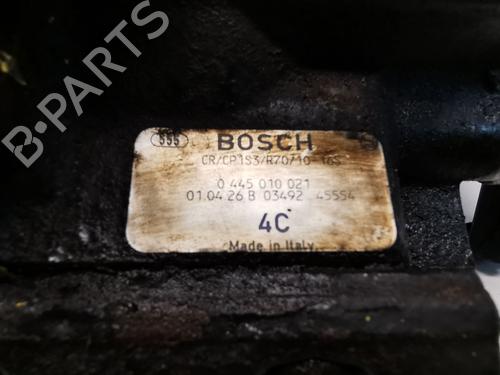 555 BOSCH
CR/CP1S3/R70/10-16S
0 445 010 021
01.04.26 B 03492 45554
4C
Made in Italy
B-PARTS